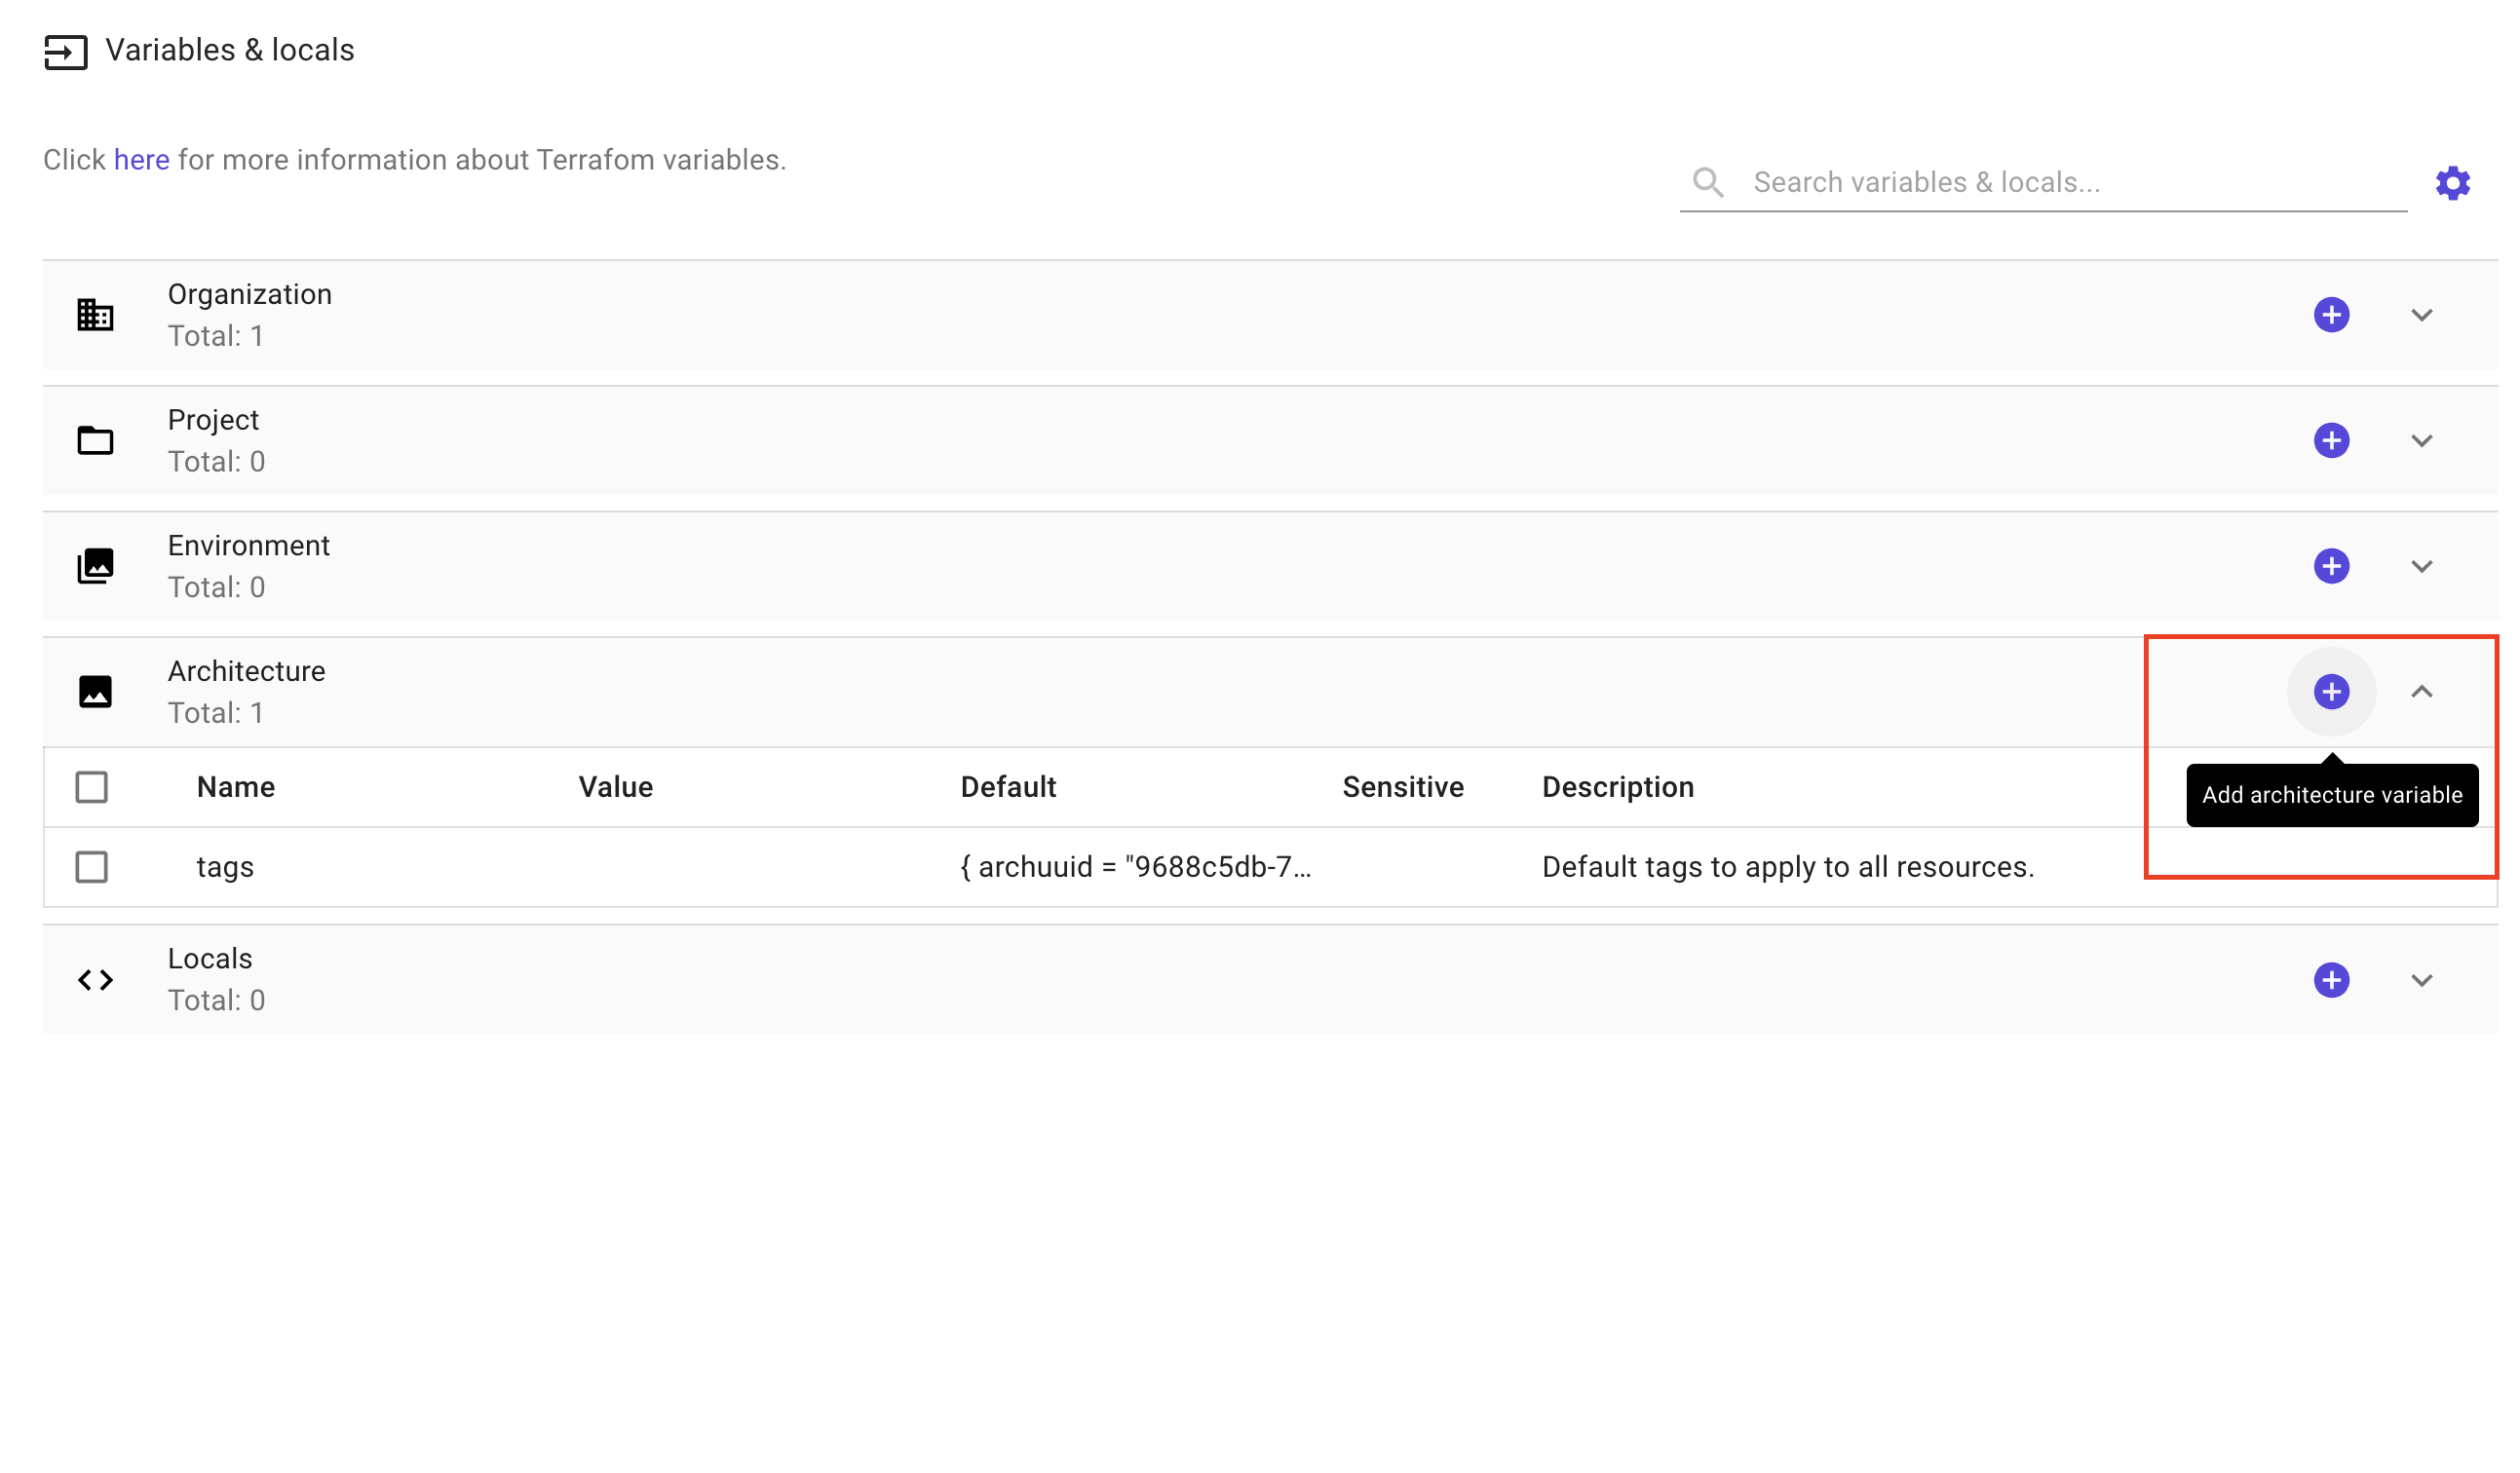 Variables & locals
Click here for more information about Terrafom variables.
Search variables & locals...
Organization
Total: 1
Project
Total: 0
Environment
Total: 0
Architecture
Total: 1
Name Value Default Sensitive Description
Add architecture variable
tags { archuuid = "9688c5db-7... Default tags to apply to all resources.
Locals
Total: 0